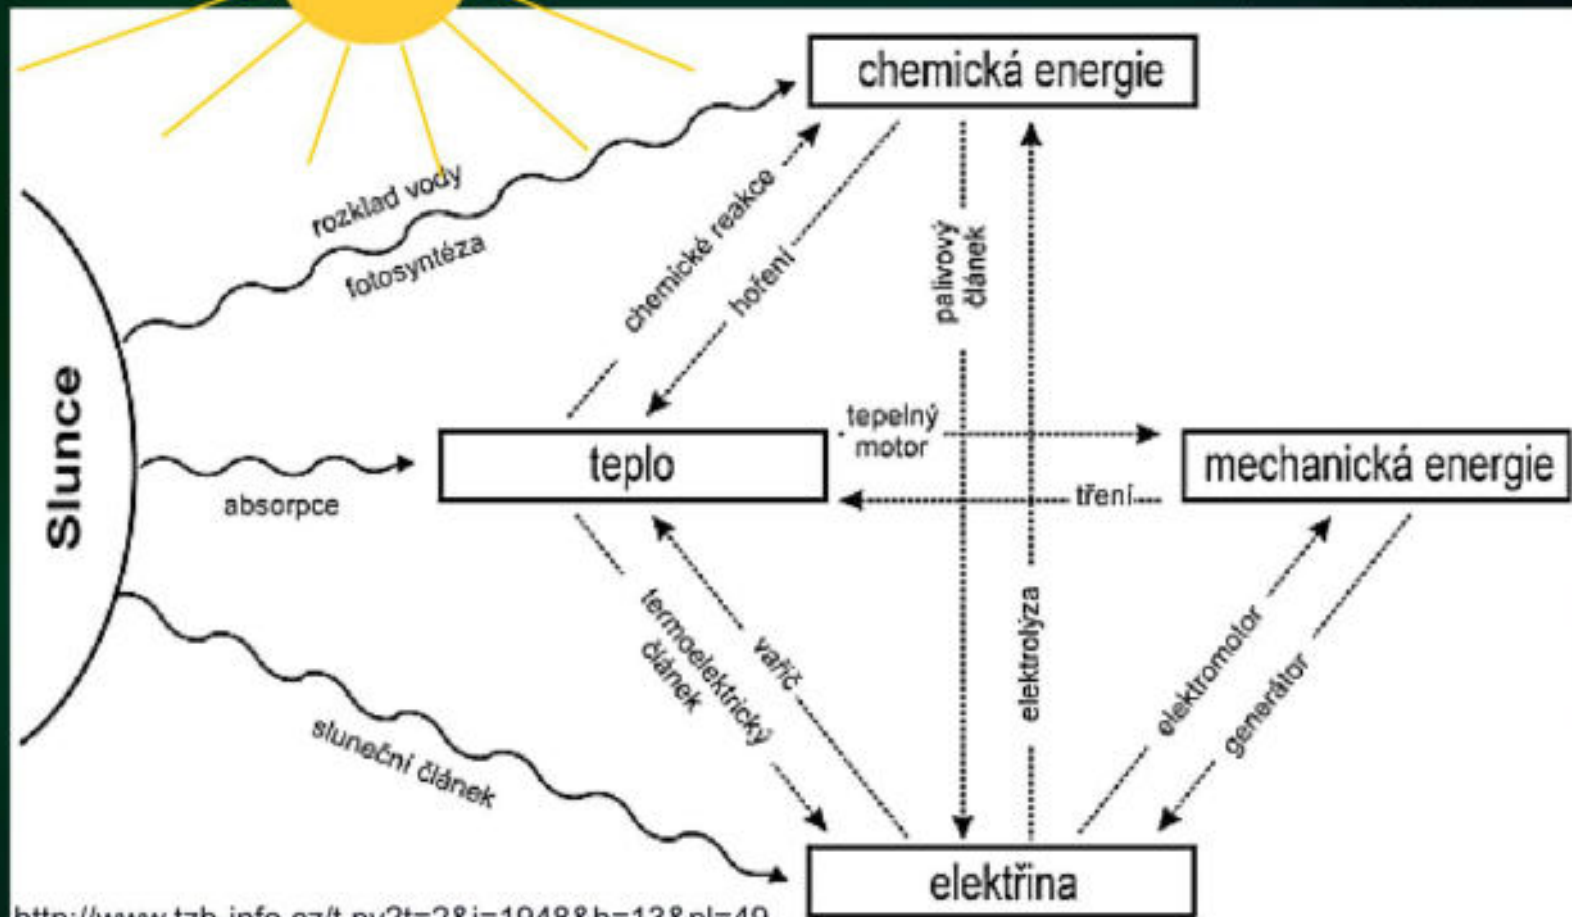 chemická energie
rozklad vody
fotosyntéza
chemické reakce
hoření
palivový
článek
Slunce
absorpce
teplo
tepelný
motor
tření
mechanická energie
termoelektrický
článek
vařič
elektrolýza
elektromotor
generátor
sluneční článek
elektřina